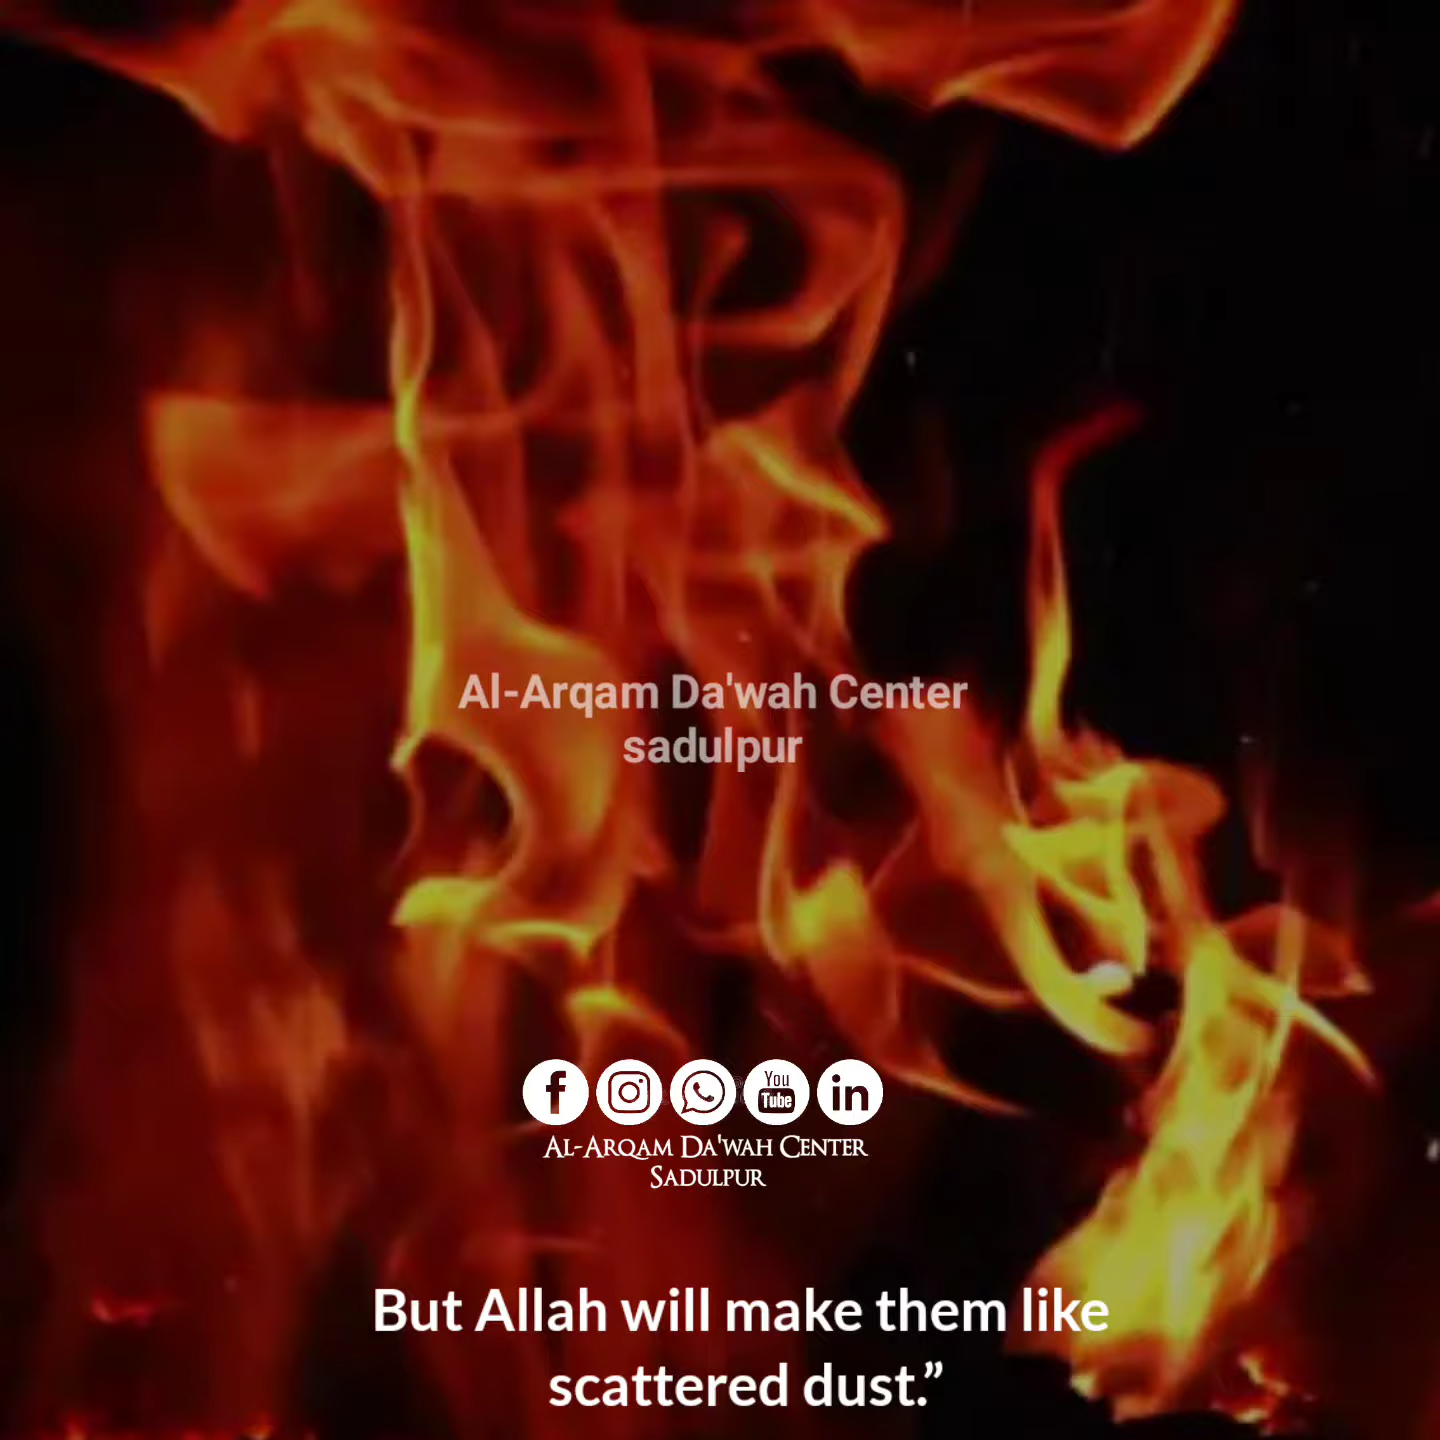 Al-Arqam Da'wah Center
sadulpur
f
You
Tube
in
Al-Arqam Da'wah Center
Sadulpur
But Allah will make them like
scattered dust.”